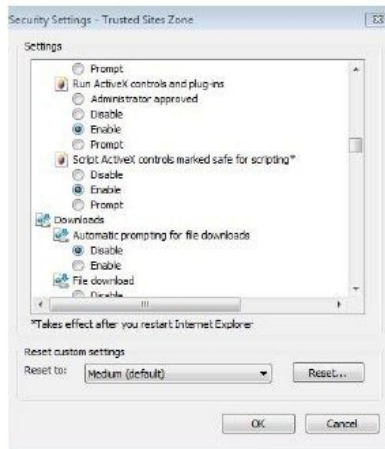 Security Settings - Trusted Sites Zone
Settings
Prompt
Run ActiveX controls and plug-ins
Administrator approved
Disable
Enable
Prompt
Script ActiveX controls marked safe for scripting*
Disable
Enable
Prompt
Downloads
Automatic prompting for file downloads
Disable
Enable
File download
Disable
*Takes effect after you restart Internet Explorer
Reset custom settings
Reset to: Medium (default) Reset...
OK Cancel